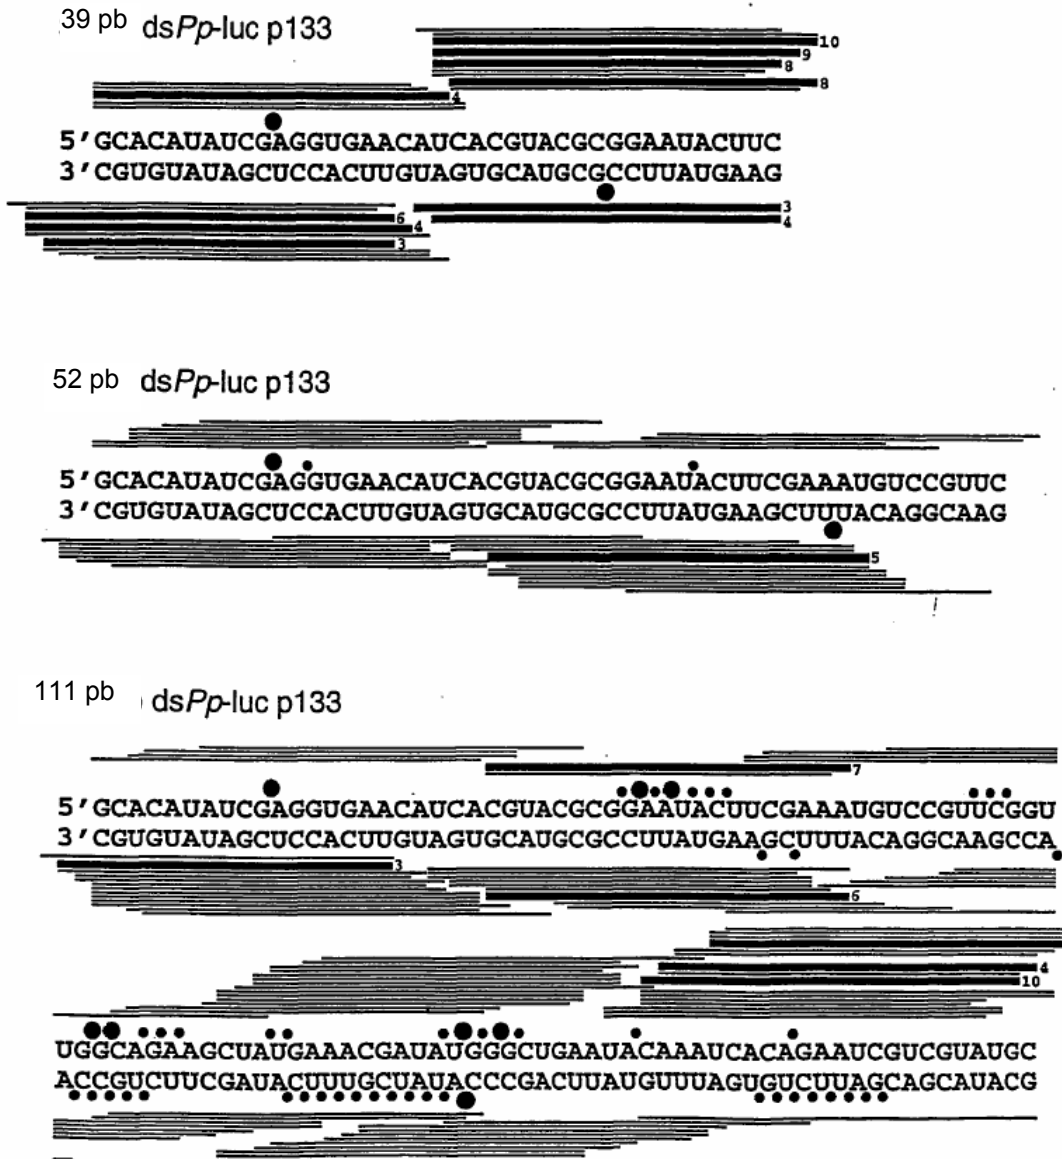 39 pb dsPp-luc p133
10
9
8
8
4
5'GCACAUAUCGAGGUGAACAUCACGUACGCGGAAUACUUC
3'CGUGUAUAGCUCCACUUGUAGUGCAUGCGCCUUAUGAAG
3
6 4
4
3
52 pb dsPp-luc p133
5'GCACAUAUCGAGGUGAACAUCACGUACGCGGAAUACUUCGAAAUGUCCGUUC
3'CGUGUAUAGCUCCACUUGUAGUGCAUGCGCCUUAUGAAGCUUUACAGGCAAG
5
111 pb ) dsPp-luc p133
7
5'GCACAUAUCGAGGUGAACAUCACGUACGCGGAAUACUUCGAAAUGUCCGUUCGGU
3'CGUGUAUAGCUCCACUUGUAGUGCAUGCGCCUUAUGAAGCUUUACAGGCAAGCCA
3
6
4
10
UGGCAGAAGCUAUGAAACGAUAUGGGCUGAAUACAAAUCACAGAAUCGUCGUAUGC
ACCGUCUUCGAUACUUUGCUAUACCCGACUUAUGUUUAGUGUCUUAGCAGCAUACG